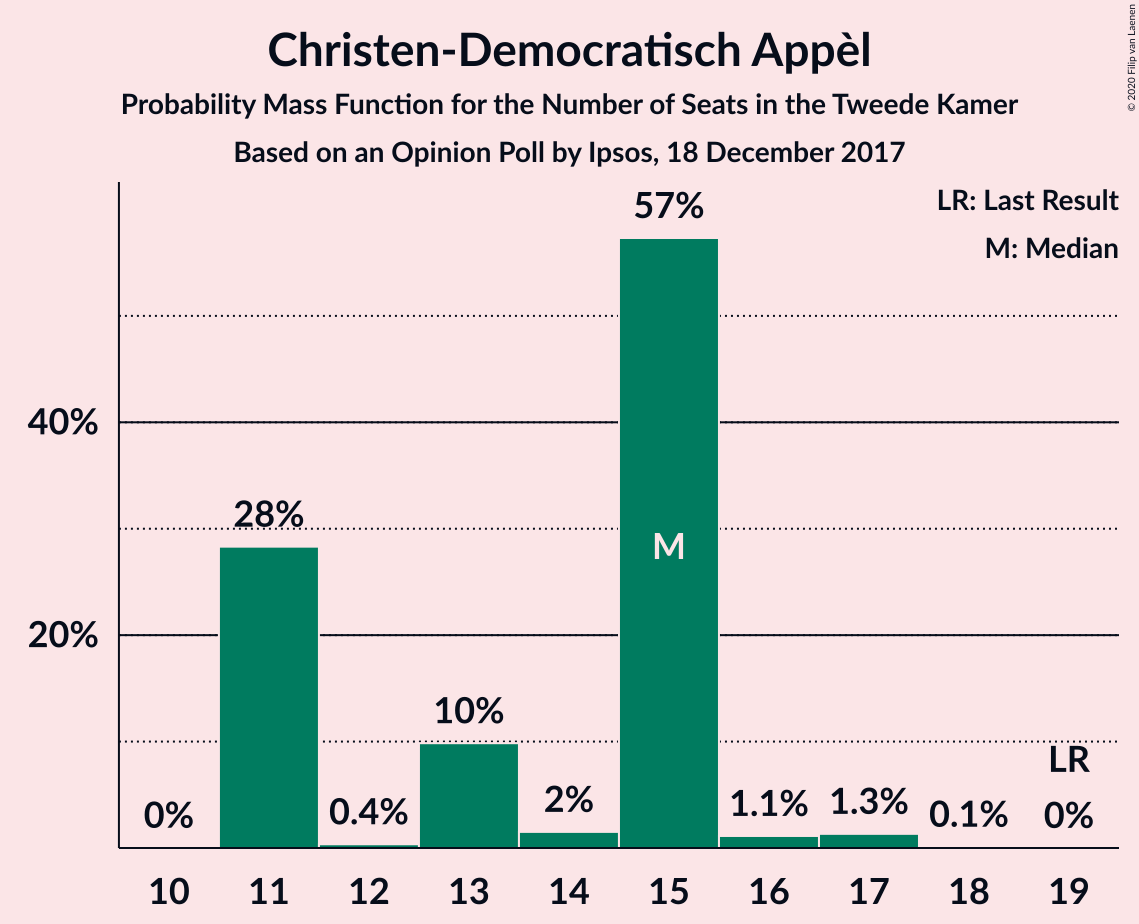 Christen-Democratisch Appèl
Probability Mass Function for the Number of Seats in the Tweede Kamer
Based on an Opinion Poll by Ipsos, 18 December 2017
© 2020 Filip van Laenen
LR: Last Result
M: Median
57%
40%
28%
M
20%
10%
LR
0%
0.4%
2%
1.1%
1.3%
0.1%
0%
10 11 12 13 14 15 16 17 18 19